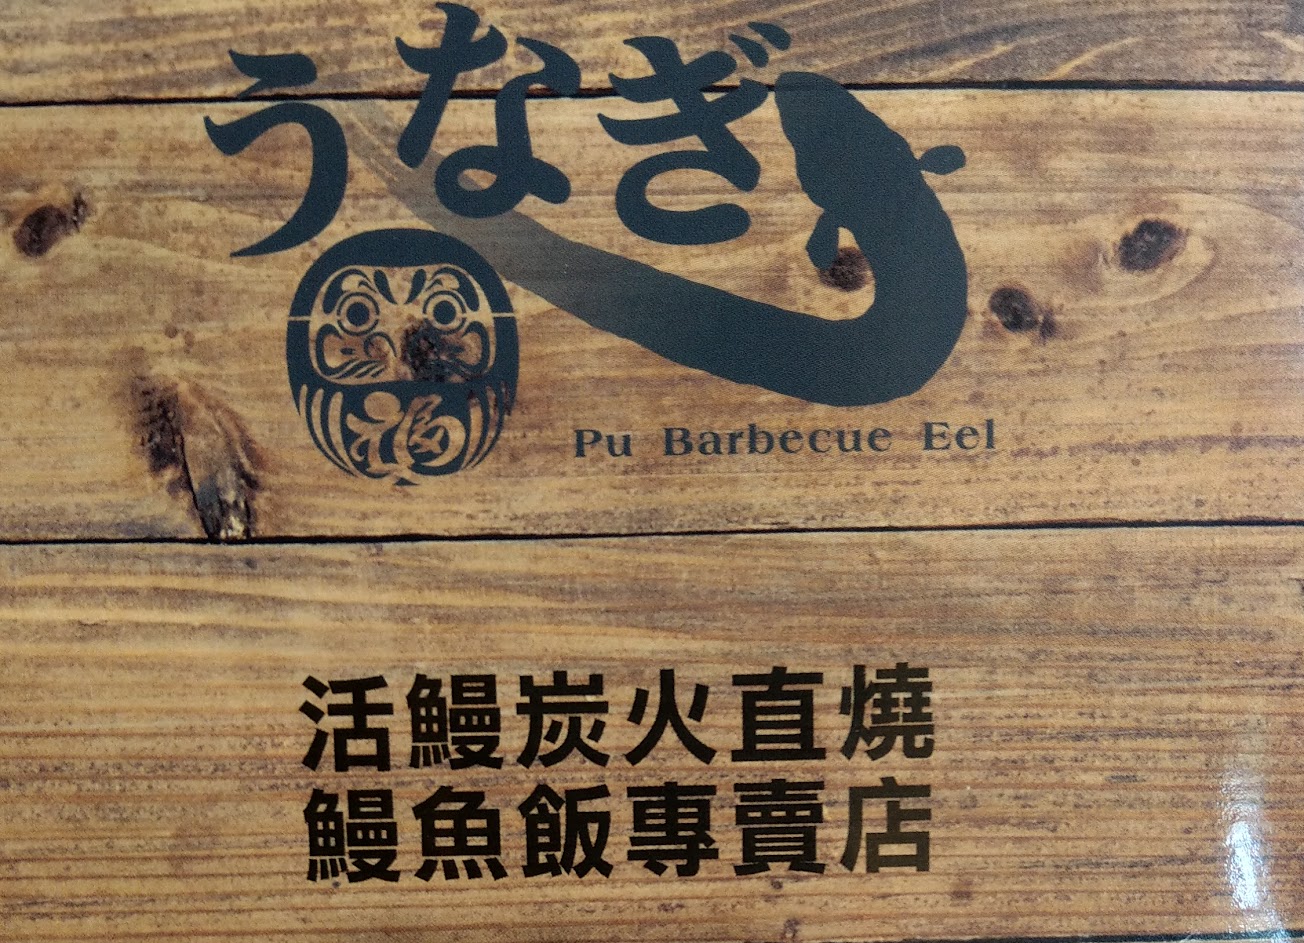 うなぎ
福
Pu Barbecue Eel
活鰻炭火直燒
鰻魚飯專賣店